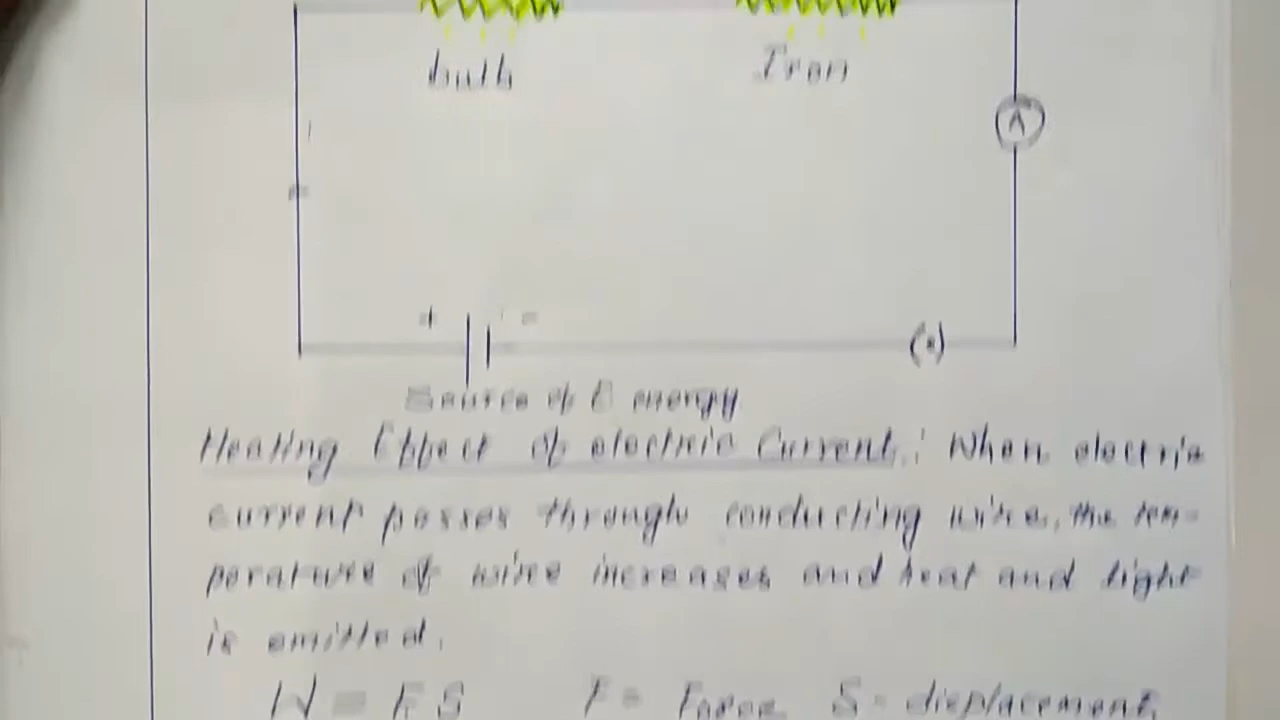 bulb Iron
A
+ -
Source of E energy
Heating Effect of electric Current.: When electric
current passes through conducting wire, the tem-
perature of wire increases and heat and light
is emitted.
W = F S F = Force S - displacement